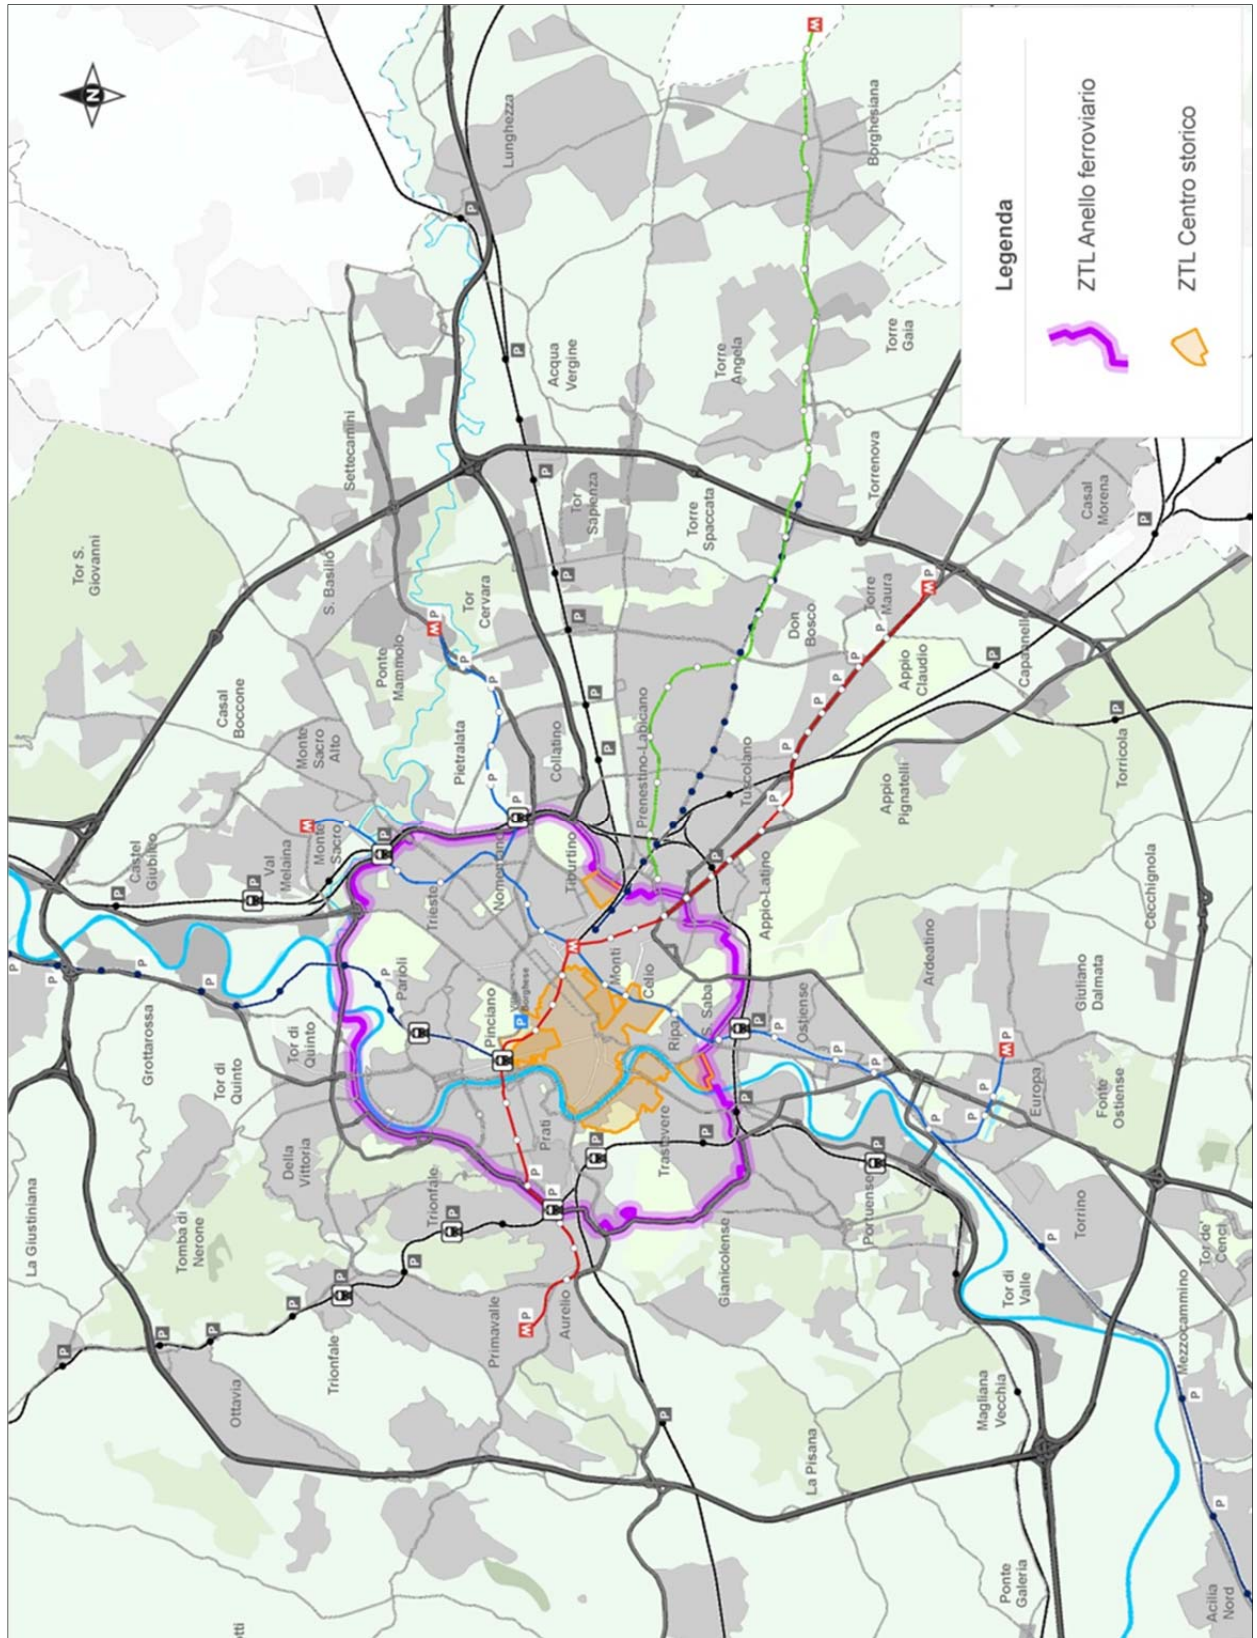 La Giustiniana
Tor S.
Giovanni
N
Castel
Giubileo
Grottarossa
Tomba di
Nerone
Tor di
Quinto
Casal
Boccone
Ottavia
Val
Melaina
Della
Vittoria
Tor di
Quinto
Monte
Sacro
Monto
Sacro
Alto
S. Basilio
Settecamini
Trionfale
Ponte
Mammolo
Parioli
Trionfale
Trieste
Pietralata
Tor
Cervara
Primavalle
Pinciano
Nomentano
Lunghezza
Villa
Borghese
Prati
Collatino
Acqua
Vergine
Aurelio
Tiburtino
Tor
Sapienza
Monti
Celio
Prenestino-Labicano
Trastevere
Ripa
S. Saba
Torre
Spaccata
Torre
Angela
Gianicolense
Tuscolano
Appio-Latino
Don
Bosco
Ostiense
La Pisana
Portuense
Torre
Maura
Torrenova
Borghesiana
Appio
Pignatelli
Appio
Claudio
Torre
Gaia
Ardeatino
Magliana
Vecchia
Tor di
Valle
Europa
Capannelle
Ponte
Galeria
Torrino
Fonte
Ostiense
Giuliano
Dalmata
Casal
Morena
Torricola
Cecchignola
Mezzocammino
Tor de'
Cenci
Acilia
Nord
Legenda
ZTL Anello ferroviario
ZTL Centro storico